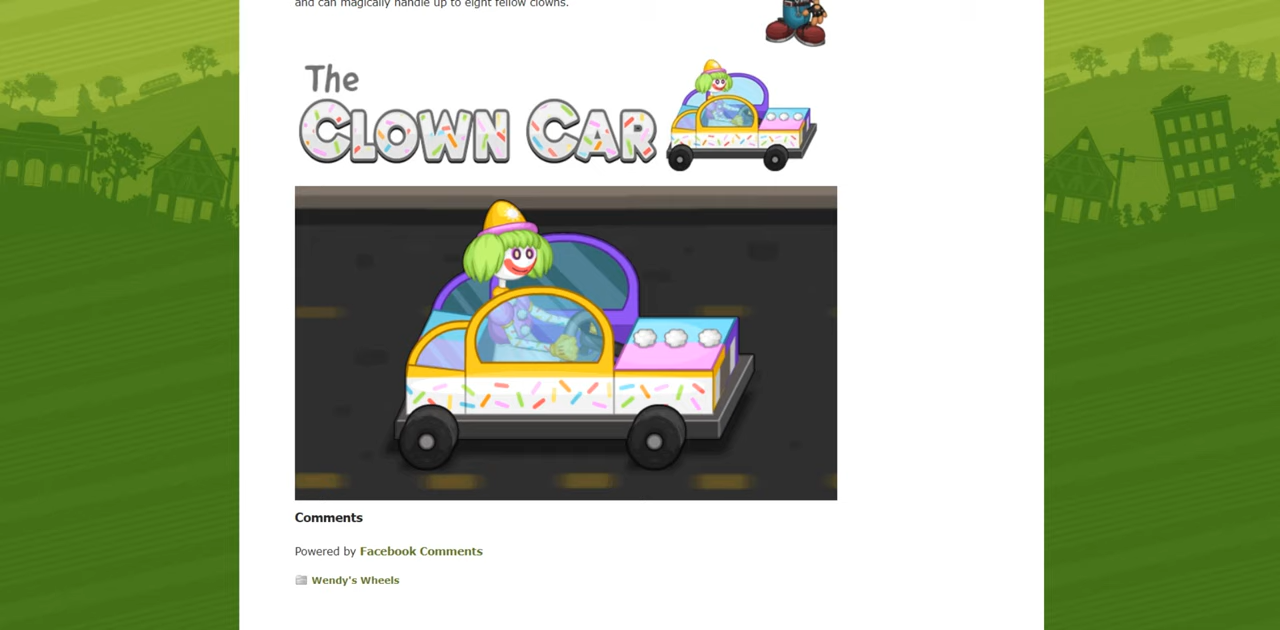 and can magically handle up to eight fellow clowns.
The
CLOWN CAR
Comments
Powered by Facebook Comments
Wendy's Wheels